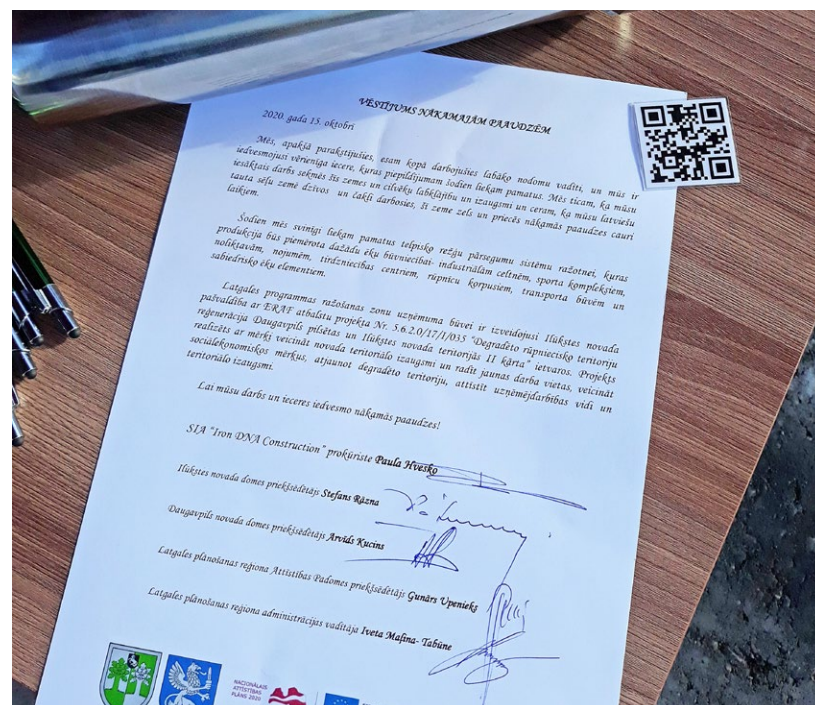 VĒSTĪJUMS NĀKAMAJĀM PAAUDZĒM
2020. gada 15. oktobrī
Mēs, apakšā parakstījušies, esam kopā darbojušies labāko nodomu vadīti, un mūs ir
iedvesmojusi vērienīga iecere, kuras piepildījumam šodien liekam pamatus. Mēs ticam, ka mūsu
iesāktais darbs sekmēs šīs zemes un cilvēku labklājību un izaugsmi un ceram, ka mūsu latviešu
tauta sēļu zemē dzīvos un čakli darbosies, šī zeme zels un priecēs nākamās paaudzes cauri
laikiem.
Šodien mēs svinīgi liekam pamatus telpisko režģu pārsegumu sistēmu ražotnei, kuras
produkcija būs piemērota dažādu ēku būvniecībai- industriālām celtnēm, sporta kompleksiem,
noliktavām, nojumēm, tirdzniecības centriem, rūpnīcu korpusiem, transporta būvēm un
sabiedrisko ēku elementiem.
Latgales programmas ražošanas zonu uzņēmuma būvei ir izveidojusi Ilūkstes novada
pašvaldība ar ERAF atbalstu projekta Nr. 5.6.2.0/17/1/035 "Degradēto rūpniecisko teritoriju
reģenerācija Daugavpils pilsētas un Ilūkstes novada teritorijās II kārta" ietvaros. Projekts
realizēts ar mērķi veicināt novada teritoriālo izaugsmi un radīt jaunas darba vietas, veicināt
sociālekonomiskos mērķus, atjaunot degradēto teritoriju, attīstīt uzņēmējdarbības vidi un
teritoriālo izaugsmi.
Lai mūsu darbs un ieceres iedvesmo nākamās paaudzes!
SIA "Iron DNA Construction" prokūriste Paula Hvesko
Ilūkstes novada domes priekšsēdētājs Stefans Rāzna
Daugavpils novada domes priekšsēdētājs Arvīds Kucins
Latgales plānošanas reģiona Attīstības Padomes priekšsēdētājs Gunārs Upenieks
Latgales plānošanas reģiona administrācijas vadītāja Iveta Maļina- Tabūne
NACIONĀLAIS
ATTĪSTĪBAS
PLĀNS 2020